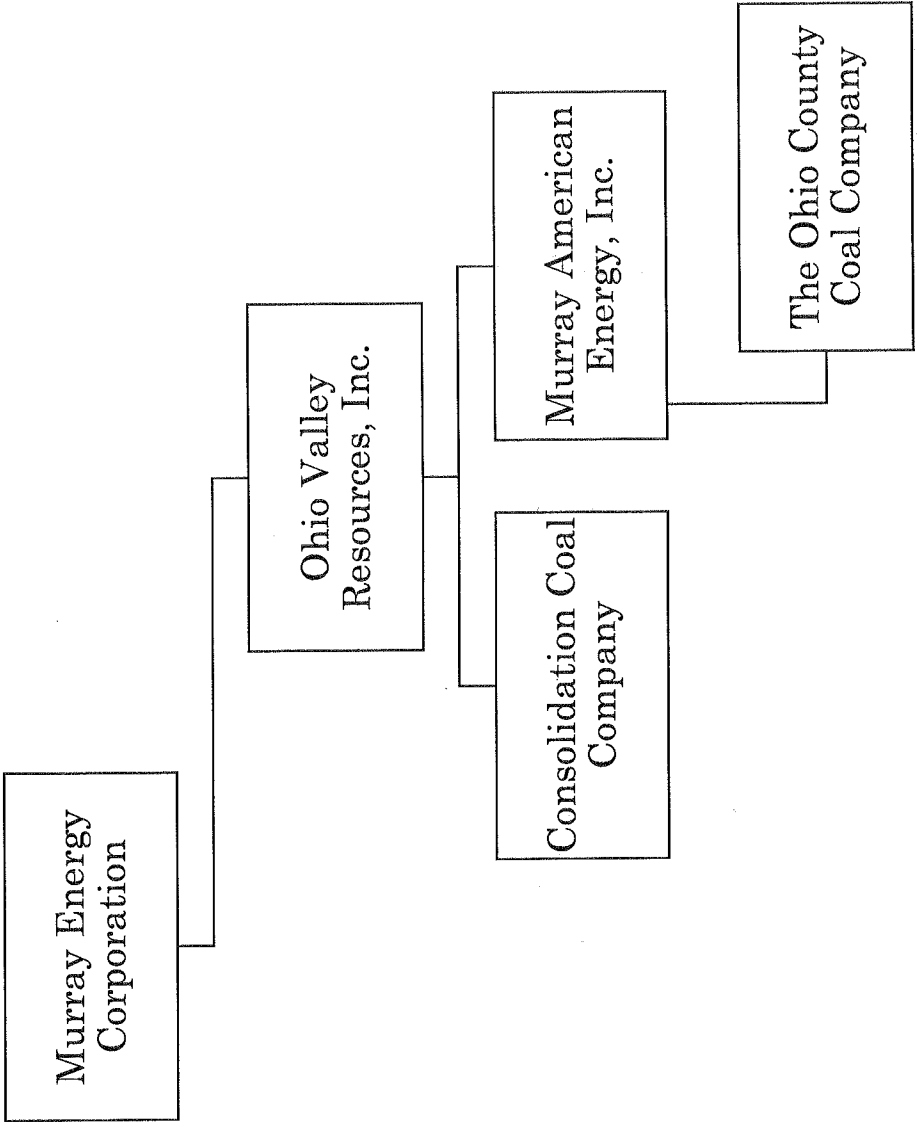 Murray Energy
Corporation
Ohio Valley
Resources, Inc.
Consolidation Coal
Company
Murray American
Energy, Inc.
The Ohio County
Coal Company